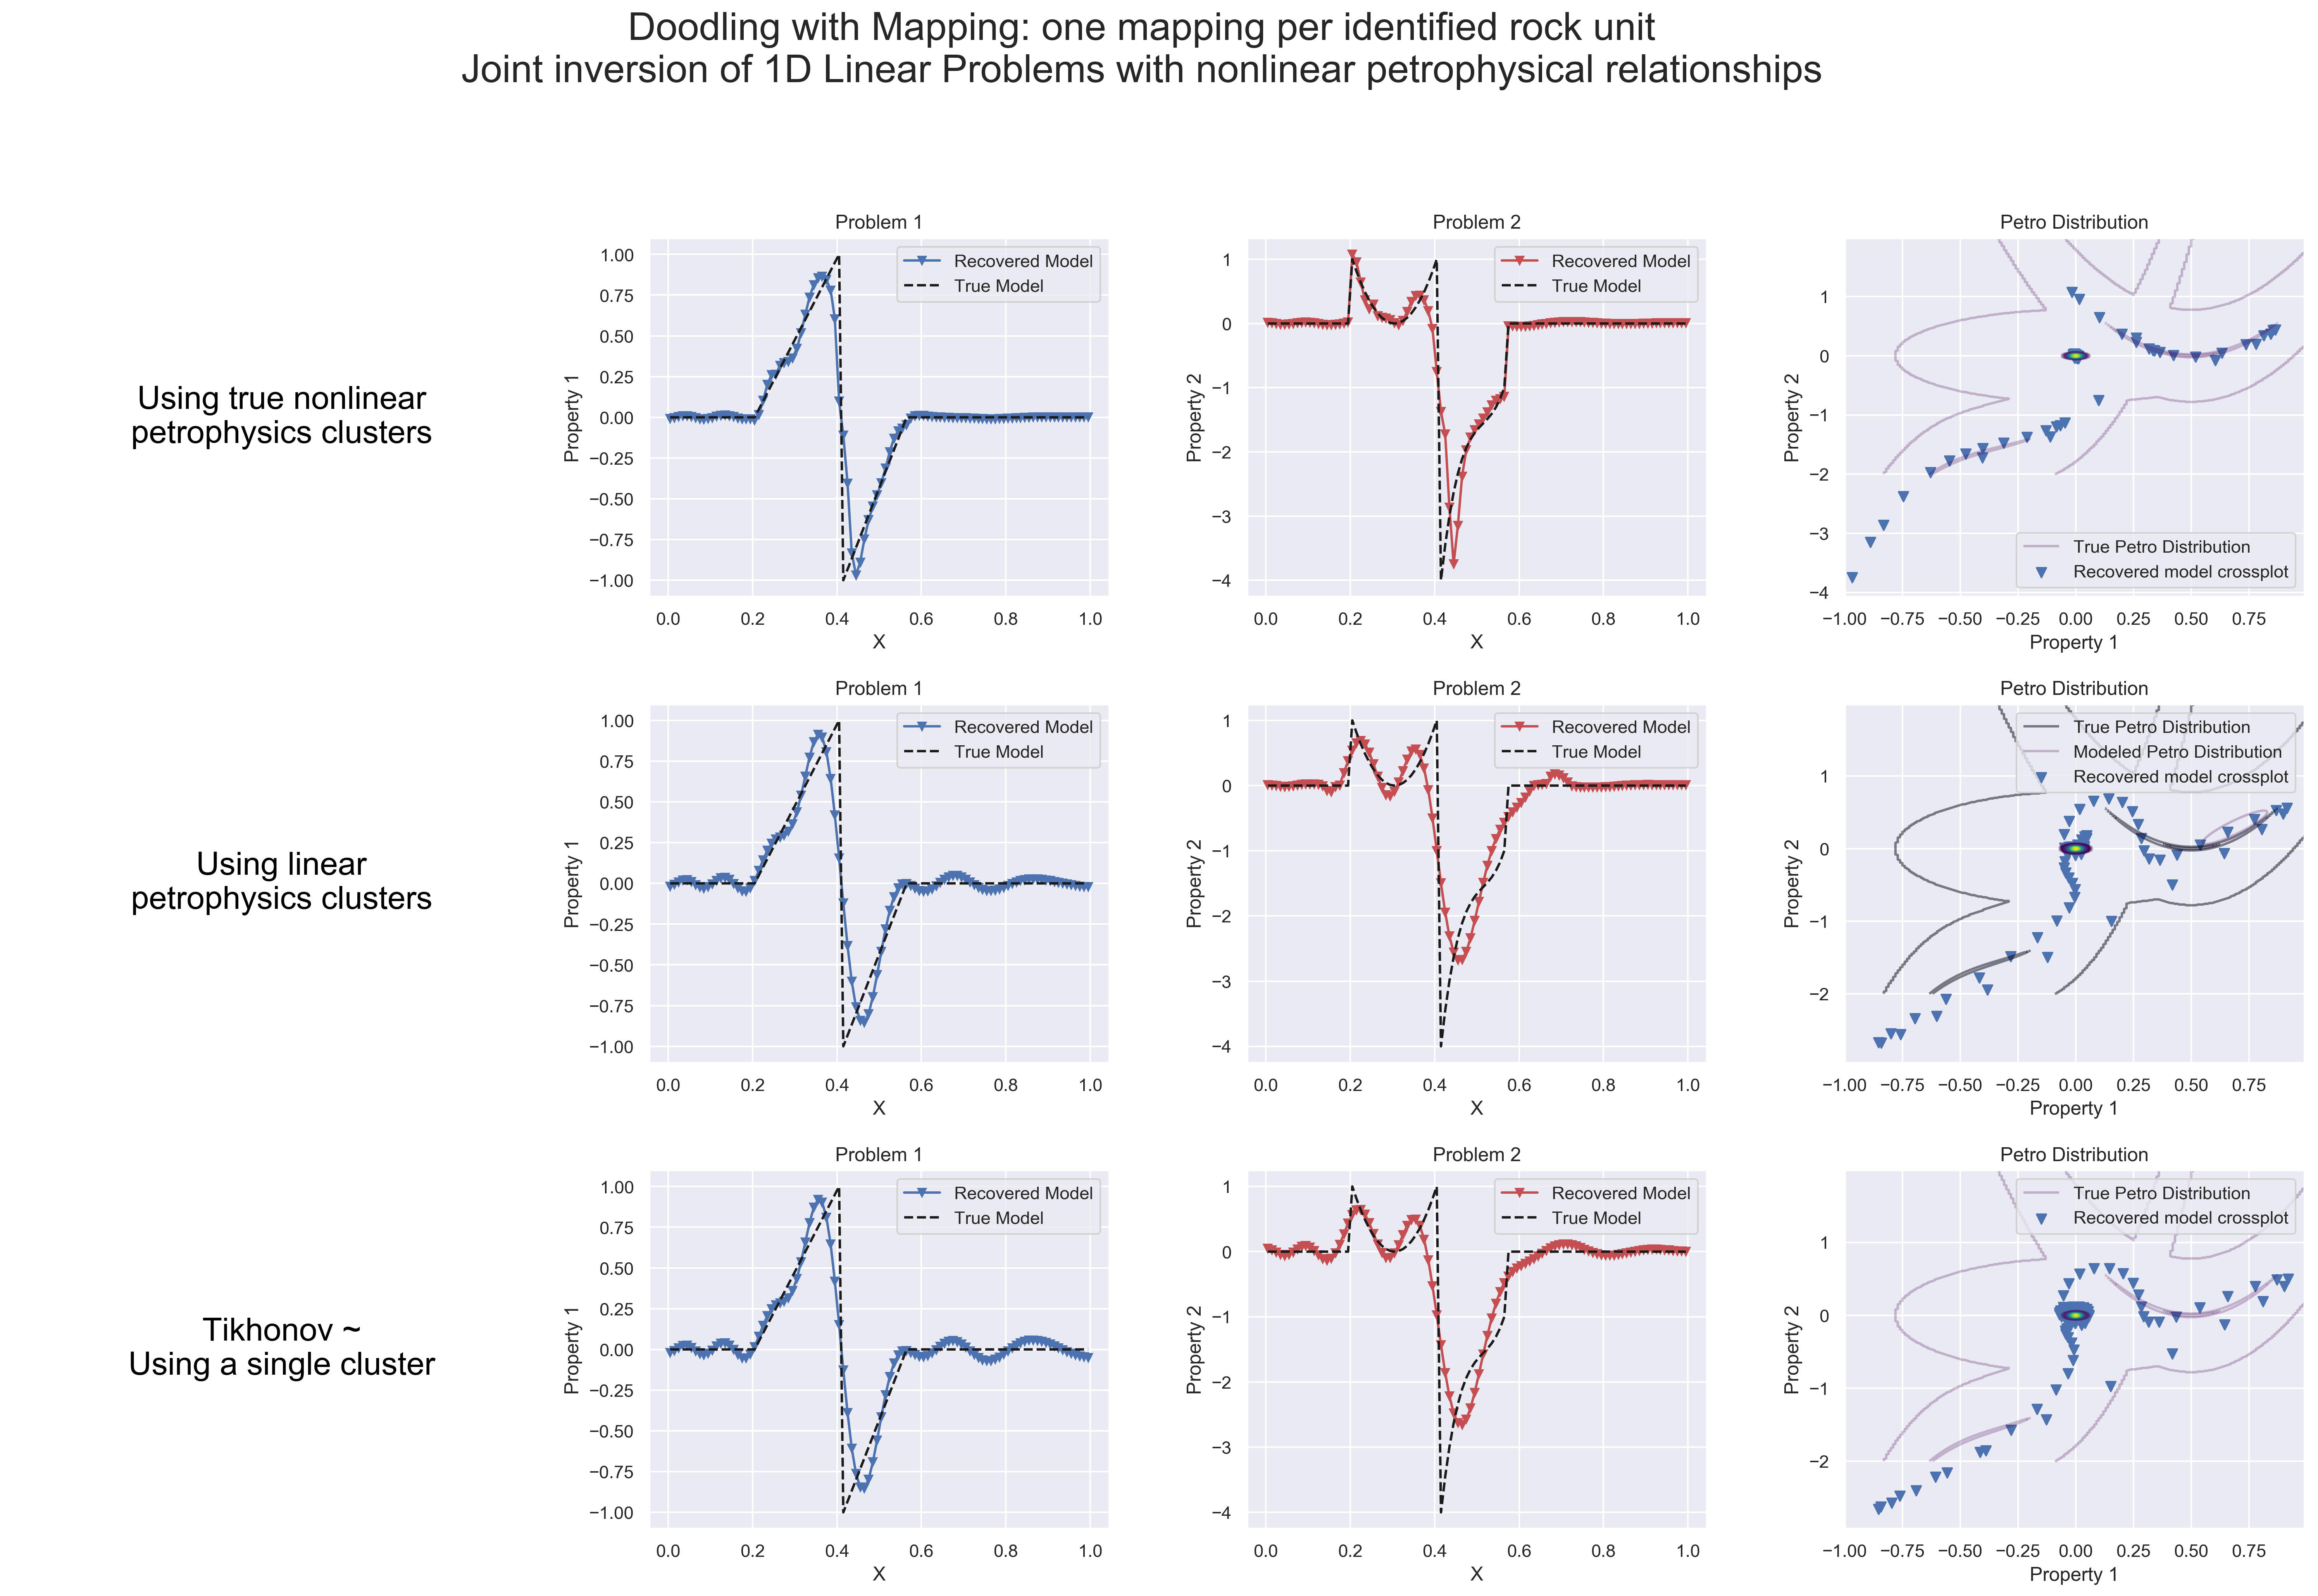 Doodling with Mapping: one mapping per identified rock unit
Joint inversion of 1D Linear Problems with nonlinear petrophysical relationships
Using true nonlinear
petrophysics clusters
Problem 1
Property 1
1.00
0.75
0.50
0.25
0.00
−0.25
−0.50
−0.75
−1.00
Recovered Model
True Model
0.0 0.2 0.4 0.6 0.8 1.0
X
Problem 2
Property 2
1
0
−1
−2
−3
−4
Recovered Model
True Model
0.0 0.2 0.4 0.6 0.8 1.0
X
Petro Distribution
Property 2
1
0
−1
−2
−3
−4
True Petro Distribution
Recovered model crossplot
−1.00 −0.75 −0.50 −0.25 0.00 0.25 0.50 0.75
Property 1
Using linear
petrophysics clusters
Problem 1
Property 1
1.00
0.75
0.50
0.25
0.00
−0.25
−0.50
−0.75
−1.00
Recovered Model
True Model
0.0 0.2 0.4 0.6 0.8 1.0
X
Problem 2
Property 2
1
0
−1
−2
−3
−4
Recovered Model
True Model
0.0 0.2 0.4 0.6 0.8 1.0
X
Petro Distribution
Property 2
1
0
−1
−2
True Petro Distribution
Modeled Petro Distribution
Recovered model crossplot
−1.00 −0.75 −0.50 −0.25 0.00 0.25 0.50 0.75
Property 1
Tikhonov ~
Using a single cluster
Problem 1
Property 1
1.00
0.75
0.50
0.25
0.00
−0.25
−0.50
−0.75
−1.00
Recovered Model
True Model
0.0 0.2 0.4 0.6 0.8 1.0
X
Problem 2
Property 2
1
0
−1
−2
−3
−4
Recovered Model
True Model
0.0 0.2 0.4 0.6 0.8 1.0
X
Petro Distribution
Property 2
1
0
−1
−2
True Petro Distribution
Recovered model crossplot
−1.00 −0.75 −0.50 −0.25 0.00 0.25 0.50 0.75
Property 1